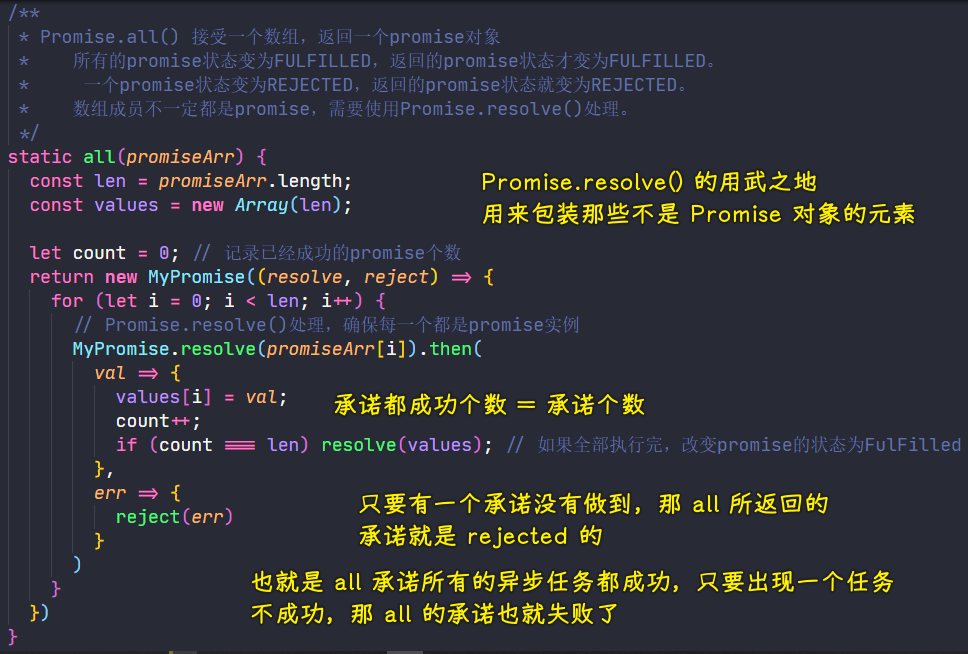 /**
* Promise.all() 接受一个数组，返回一个promise对象
* 所有的promise状态变为FULFILLED，返回的promise状态才变为FULFILLED。
* 一个promise状态变为REJECTED，返回的promise状态就变为REJECTED。
* 数组成员不一定都是promise，需要使用Promise.resolve()处理。
*/
static all(promiseArr) {
const len = promiseArr.length;
Promise.resolve() 的用武之地
const values = new Array(len);
用来包装那些不是 Promise 对象的元素
let count = 0; // 记录已经成功的promise个数
return new MyPromise((resolve, reject) => {
for (let i = 0; i < len; i++) {
// Promise.resolve()处理，确保每一个都是promise实例
MyPromise.resolve(promiseArr[i]).then(
val => {
values[i] = val;
承诺都成功个数 = 承诺个数
count++;
if (count === len) resolve(values); // 如果全部执行完，改变promise的状态为FulFilled
},
err => {
只要有一个承诺没有做到，那 all 所返回的
承诺就是 rejected 的
reject(err)
}
)
也就是 all 承诺所有的异步任务都成功，只要出现一个任务
不成功，那 all 的承诺也就失败了
}
})
}